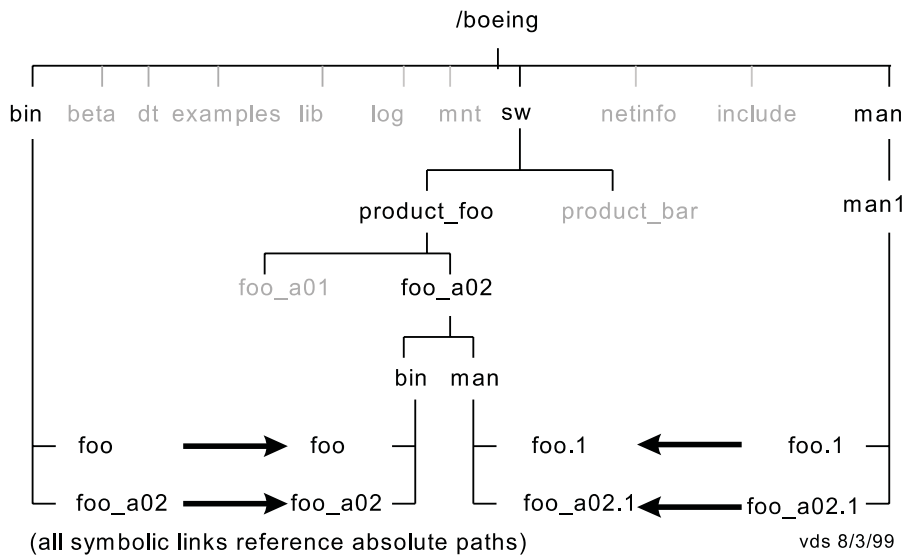 /boeing
bin beta dt examples lib log mnt sw netinfo include man
product_foo product_bar man1
foo_a01 foo_a02
bin man
foo foo foo.1 foo.1
foo_a02 foo_a02 foo_a02.1 foo_a02.1
(all symbolic links reference absolute paths) vds 8/3/99